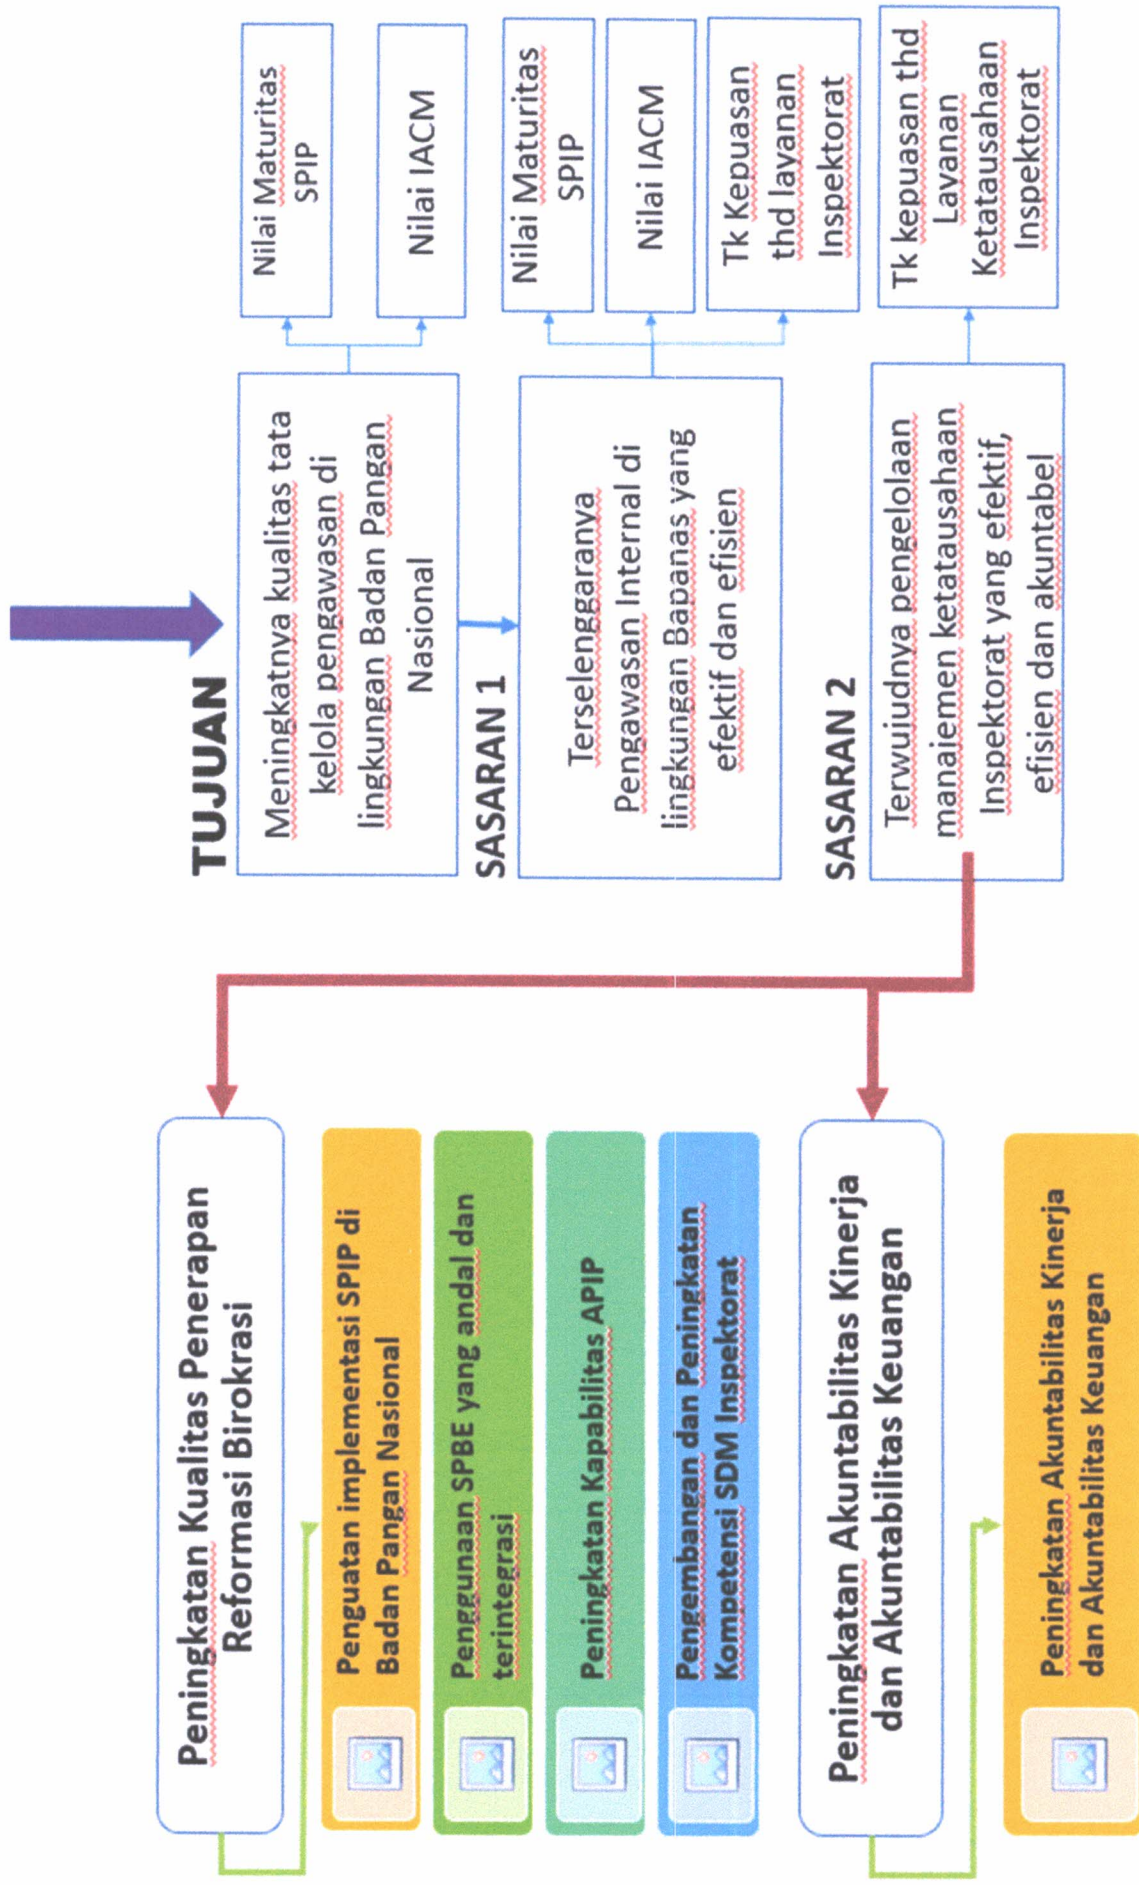 Peningkatan Kualitas Penerapan
Reformasi Birokrasi
Penguatan implementasi SPIP di
Badan Pangan Nasional
Penggunaan SPBE yang andal dan
terintegrasi
Peningkatan Kapabilitas APIP
Pengembangan dan Peningkatan
Kompetensi SDM Inspektorat
Peningkatan Akuntabilitas Kinerja
dan Akuntabilitas Keuangan
Peningkatan Akuntabilitas Kinerja
dan Akuntabilitas Keuangan
TUJUAN
Meningkatnya kualitas tata
kelola pengawasan di
lingkungan Badan Pangan
Nasional
Nilai Maturitas
SPIP
Nilai IACM
SASARAN 1
Terselenggaranya
Pengawasan Internal di
lingkungan Bapanas yang
efektif dan efisien
Nilai Maturitas
SPIP
Nilai IACM
Tk Kepuasan
thd layanan
Inspektorat
SASARAN 2
Terwujudnya pengelolaan
manajemen ketatausahaan
Inspektorat yang efektif,
efisien dan akuntabel
Tk kepuasan thd
Layanan
Ketatausahaan
Inspektorat